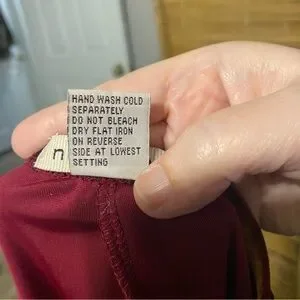 HAND WASH COLD
SEPARATELY
DO NOT BLEACH
DRY FLAT IRON
ON REVERSE
SIDE AT LOWEST
SETTING
n